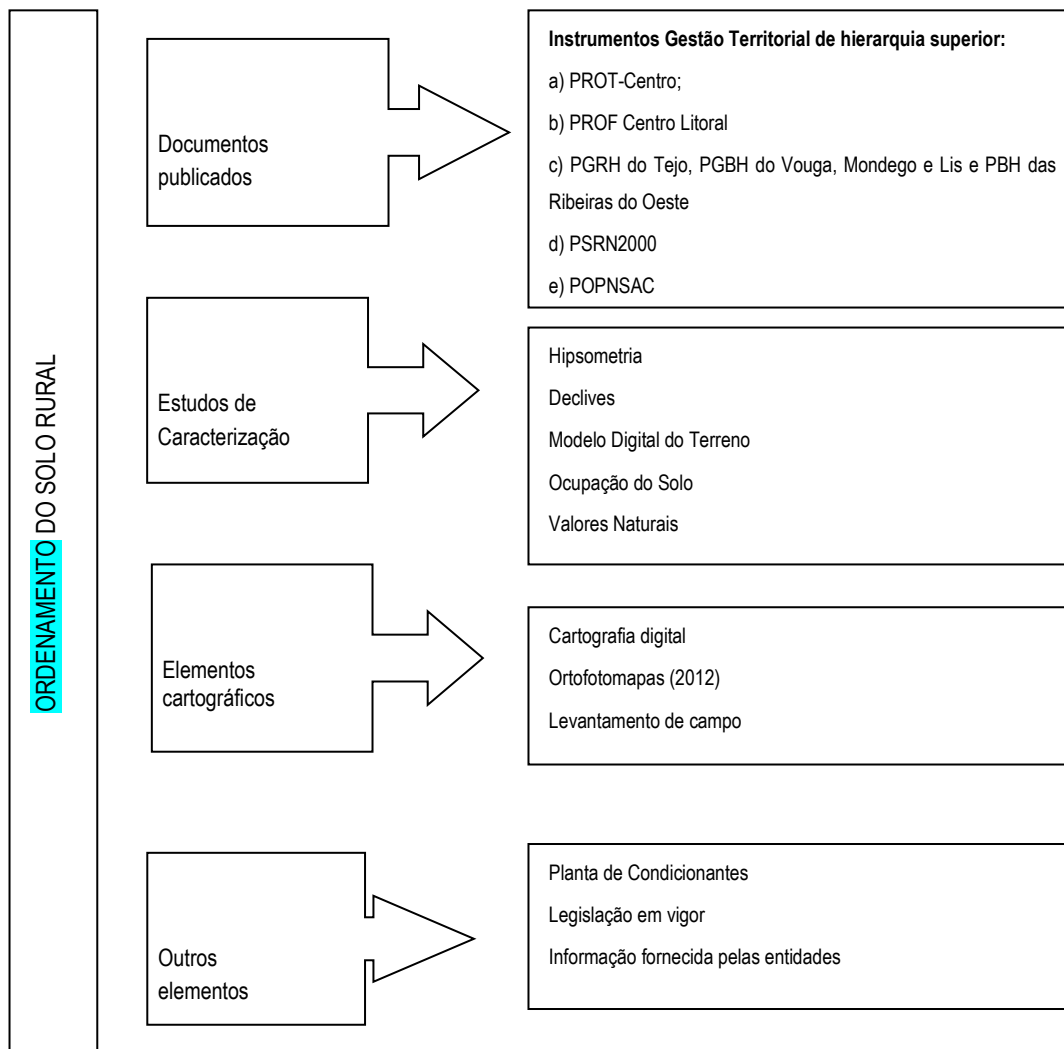 ORDENAMENTO DO SOLO RURAL
Documentos
publicados
Instrumentos Gestão Territorial de hierarquia superior:
a) PROT-Centro;
b) PROF Centro Litoral
c) PGRH do Tejo, PGBH do Vouga, Mondego e Lis e PBH das
Ribeiras do Oeste
d) PSRN2000
e) POPNSAC
Estudos de
Caracterização
Hipsometria
Declives
Modelo Digital do Terreno
Ocupação do Solo
Valores Naturais
Elementos
cartográficos
Cartografia digital
Ortofotomapas (2012)
Levantamento de campo
Outros
elementos
Planta de Condicionantes
Legislação em vigor
Informação fornecida pelas entidades